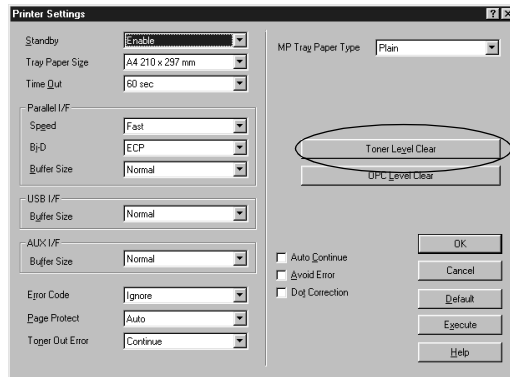 Printer Settings
Standby Enable
Tray Paper Size A4 210 x 297 mm
Time Out 60 sec
Parallel I/F
Speed Fast
Bi-D ECP
Buffer Size Normal
USB I/F
Buffer Size Normal
AUX I/F
Buffer Size Normal
Error Code Ignore
Page Protect Auto
Toner Out Error Continue
MP Tray Paper Type Plain
Toner Level Clear
OPC Level Clear
Auto Continue
Avoid Error
Dot Correction
OK
Cancel
Default
Execute
Help